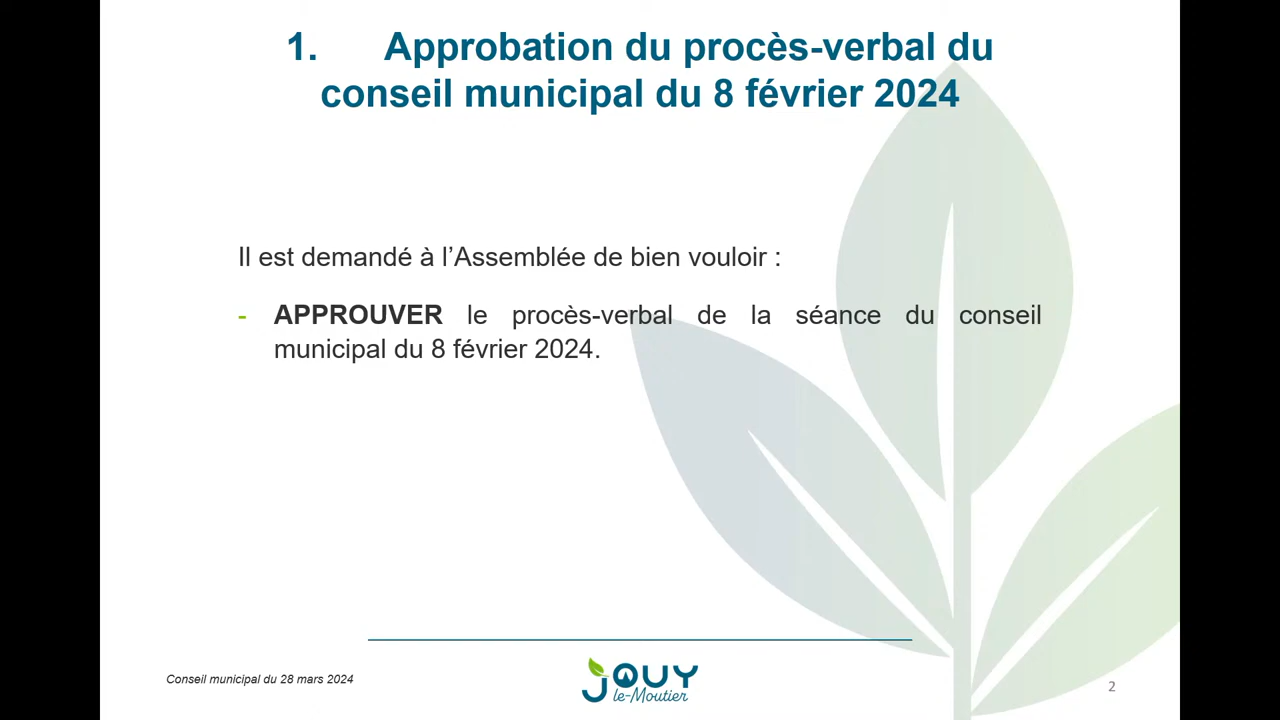 1. Approbation du procès-verbal du
conseil municipal du 8 février 2024
Il est demandé à l’Assemblée de bien vouloir :
- APPROUVER le procès-verbal de la séance du conseil
municipal du 8 février 2024.
Conseil municipal du 28 mars 2024
JOUY
le-Moutier
2